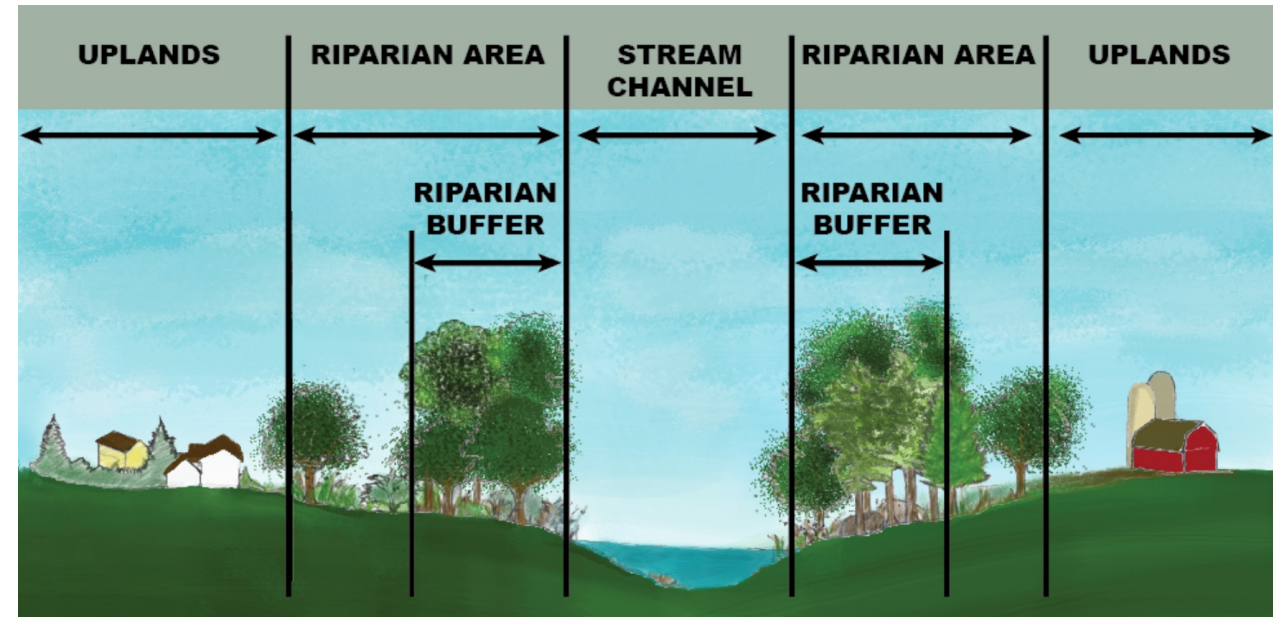 UPLANDS
RIPARIAN AREA
STREAM
CHANNEL
RIPARIAN AREA
UPLANDS
RIPARIAN
BUFFER
RIPARIAN
BUFFER